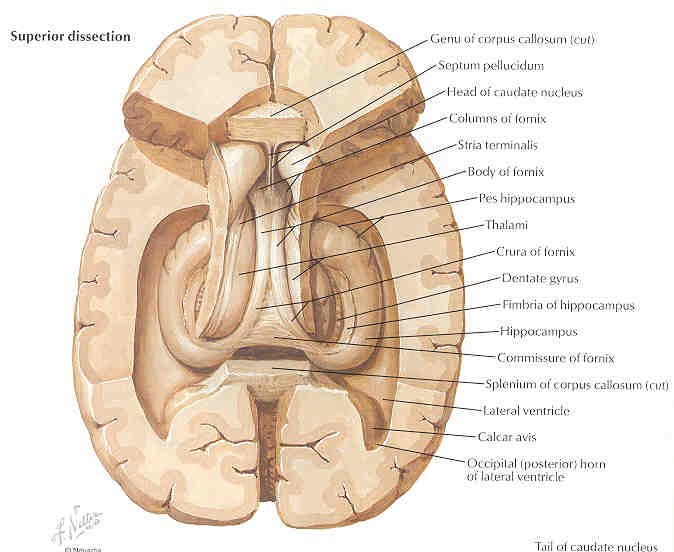 Superior dissection
Genu of corpus callosum (cut)
Septum pellucidum
Head of caudate nucleus
Columns of fornix
Stria terminalis
Body of fornix
Pes hippocampus
Thalami
Crura of fornix
Dentate gyrus
Fimbria of hippocampus
Hippocampus
Commissure of fornix
Splenium of corpus callosum (cut)
Lateral ventricle
Calcar avis
Occipital (posterior) horn
of lateral ventricle
F. Netter
Tail of caudate nucleus